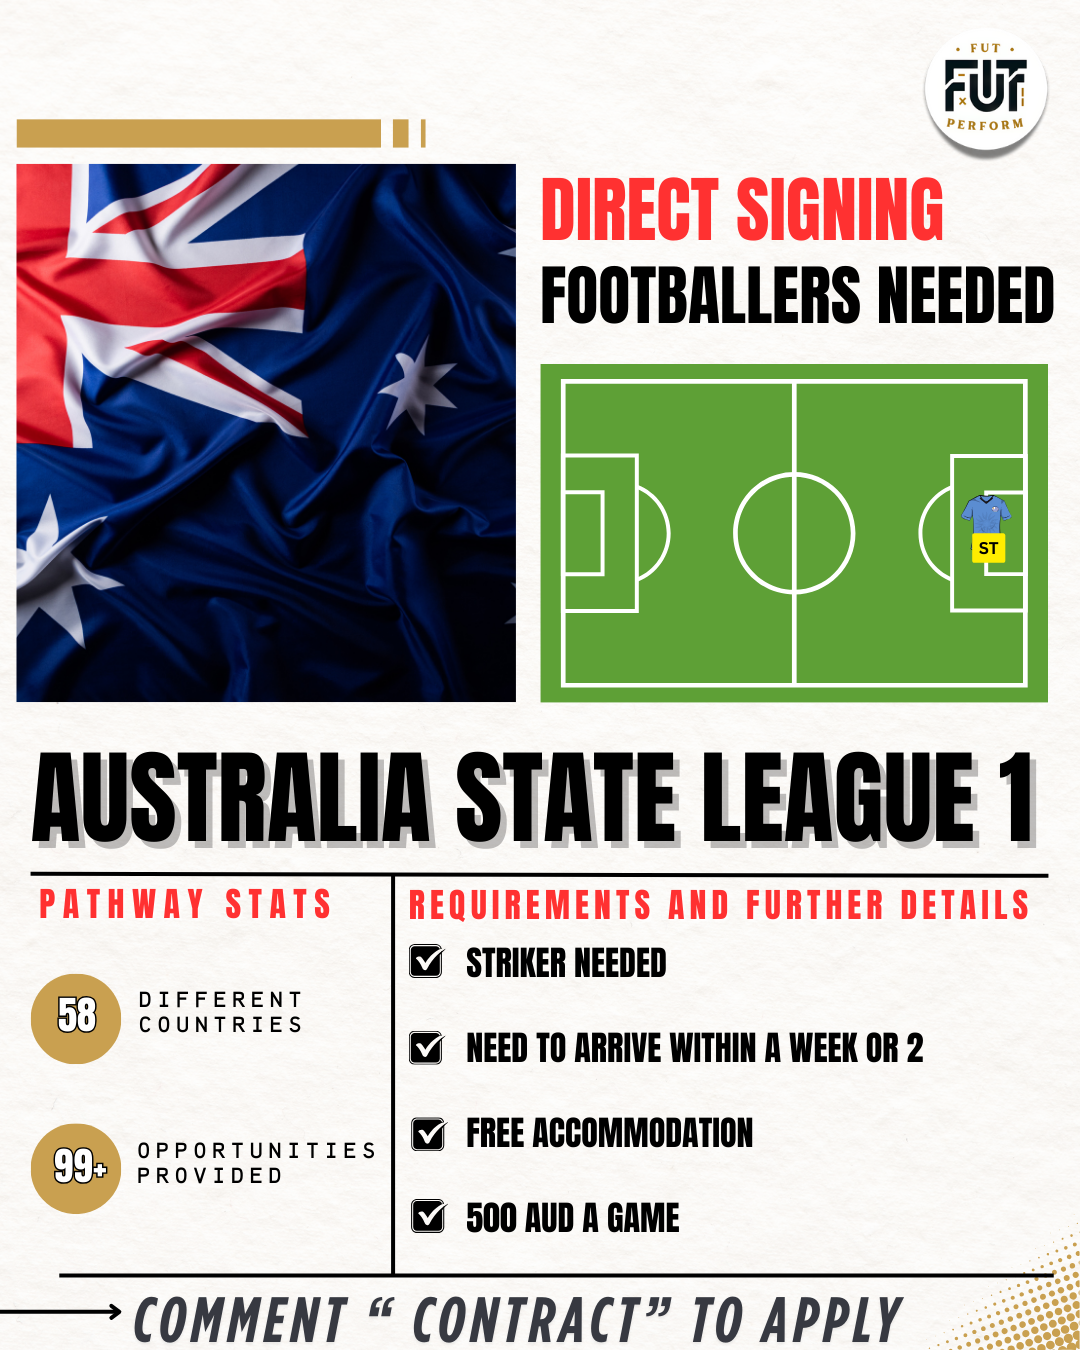 · FUT ·
FUT
x
PERFORM
DIRECT SIGNING
FOOTBALLERS NEEDED
ST
AUSTRALIA STATE LEAGUE 1
PATHWAY STATS
58
DIFFERENT
COUNTRIES
99+
OPPORTUNITIES
PROVIDED
REQUIREMENTS AND FURTHER DETAILS
STRIKER NEEDED
NEED TO ARRIVE WITHIN A WEEK OR 2
FREE ACCOMMODATION
500 AUD A GAME
COMMENT “ CONTRACT” TO APPLY